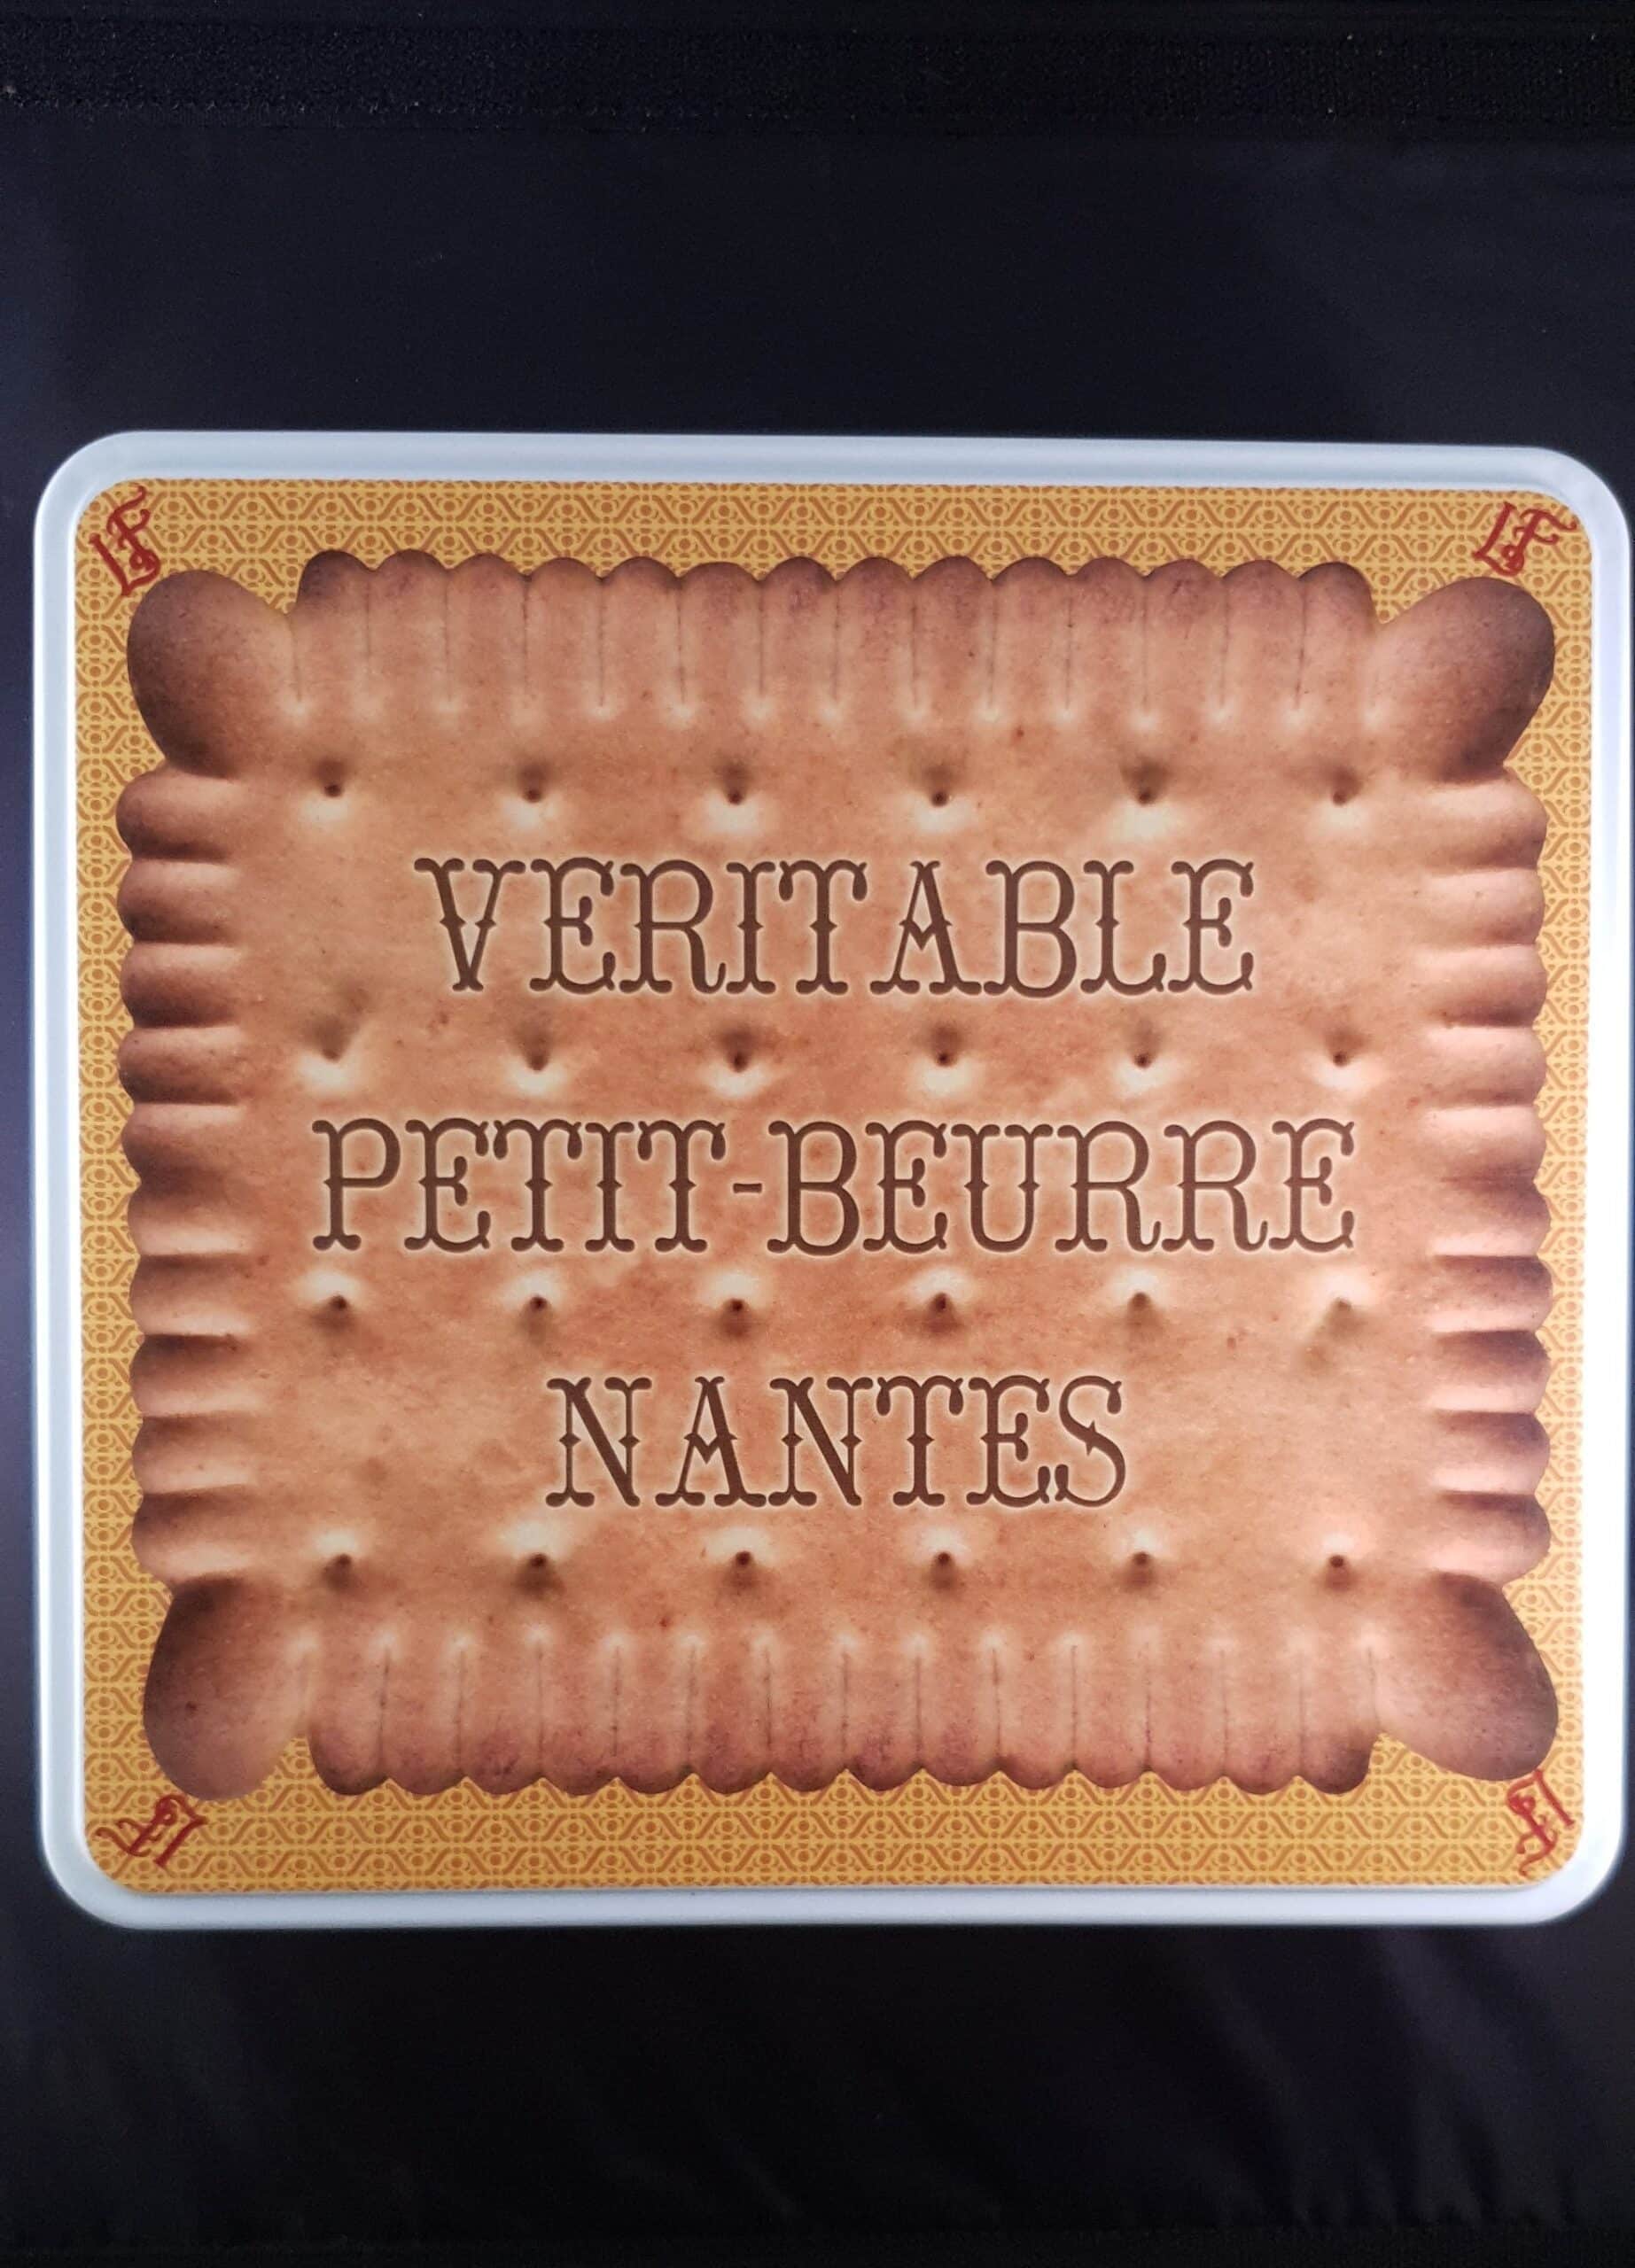 LF LF
VERITABLE
PETIT-BEURRE
NANTES
LF LF